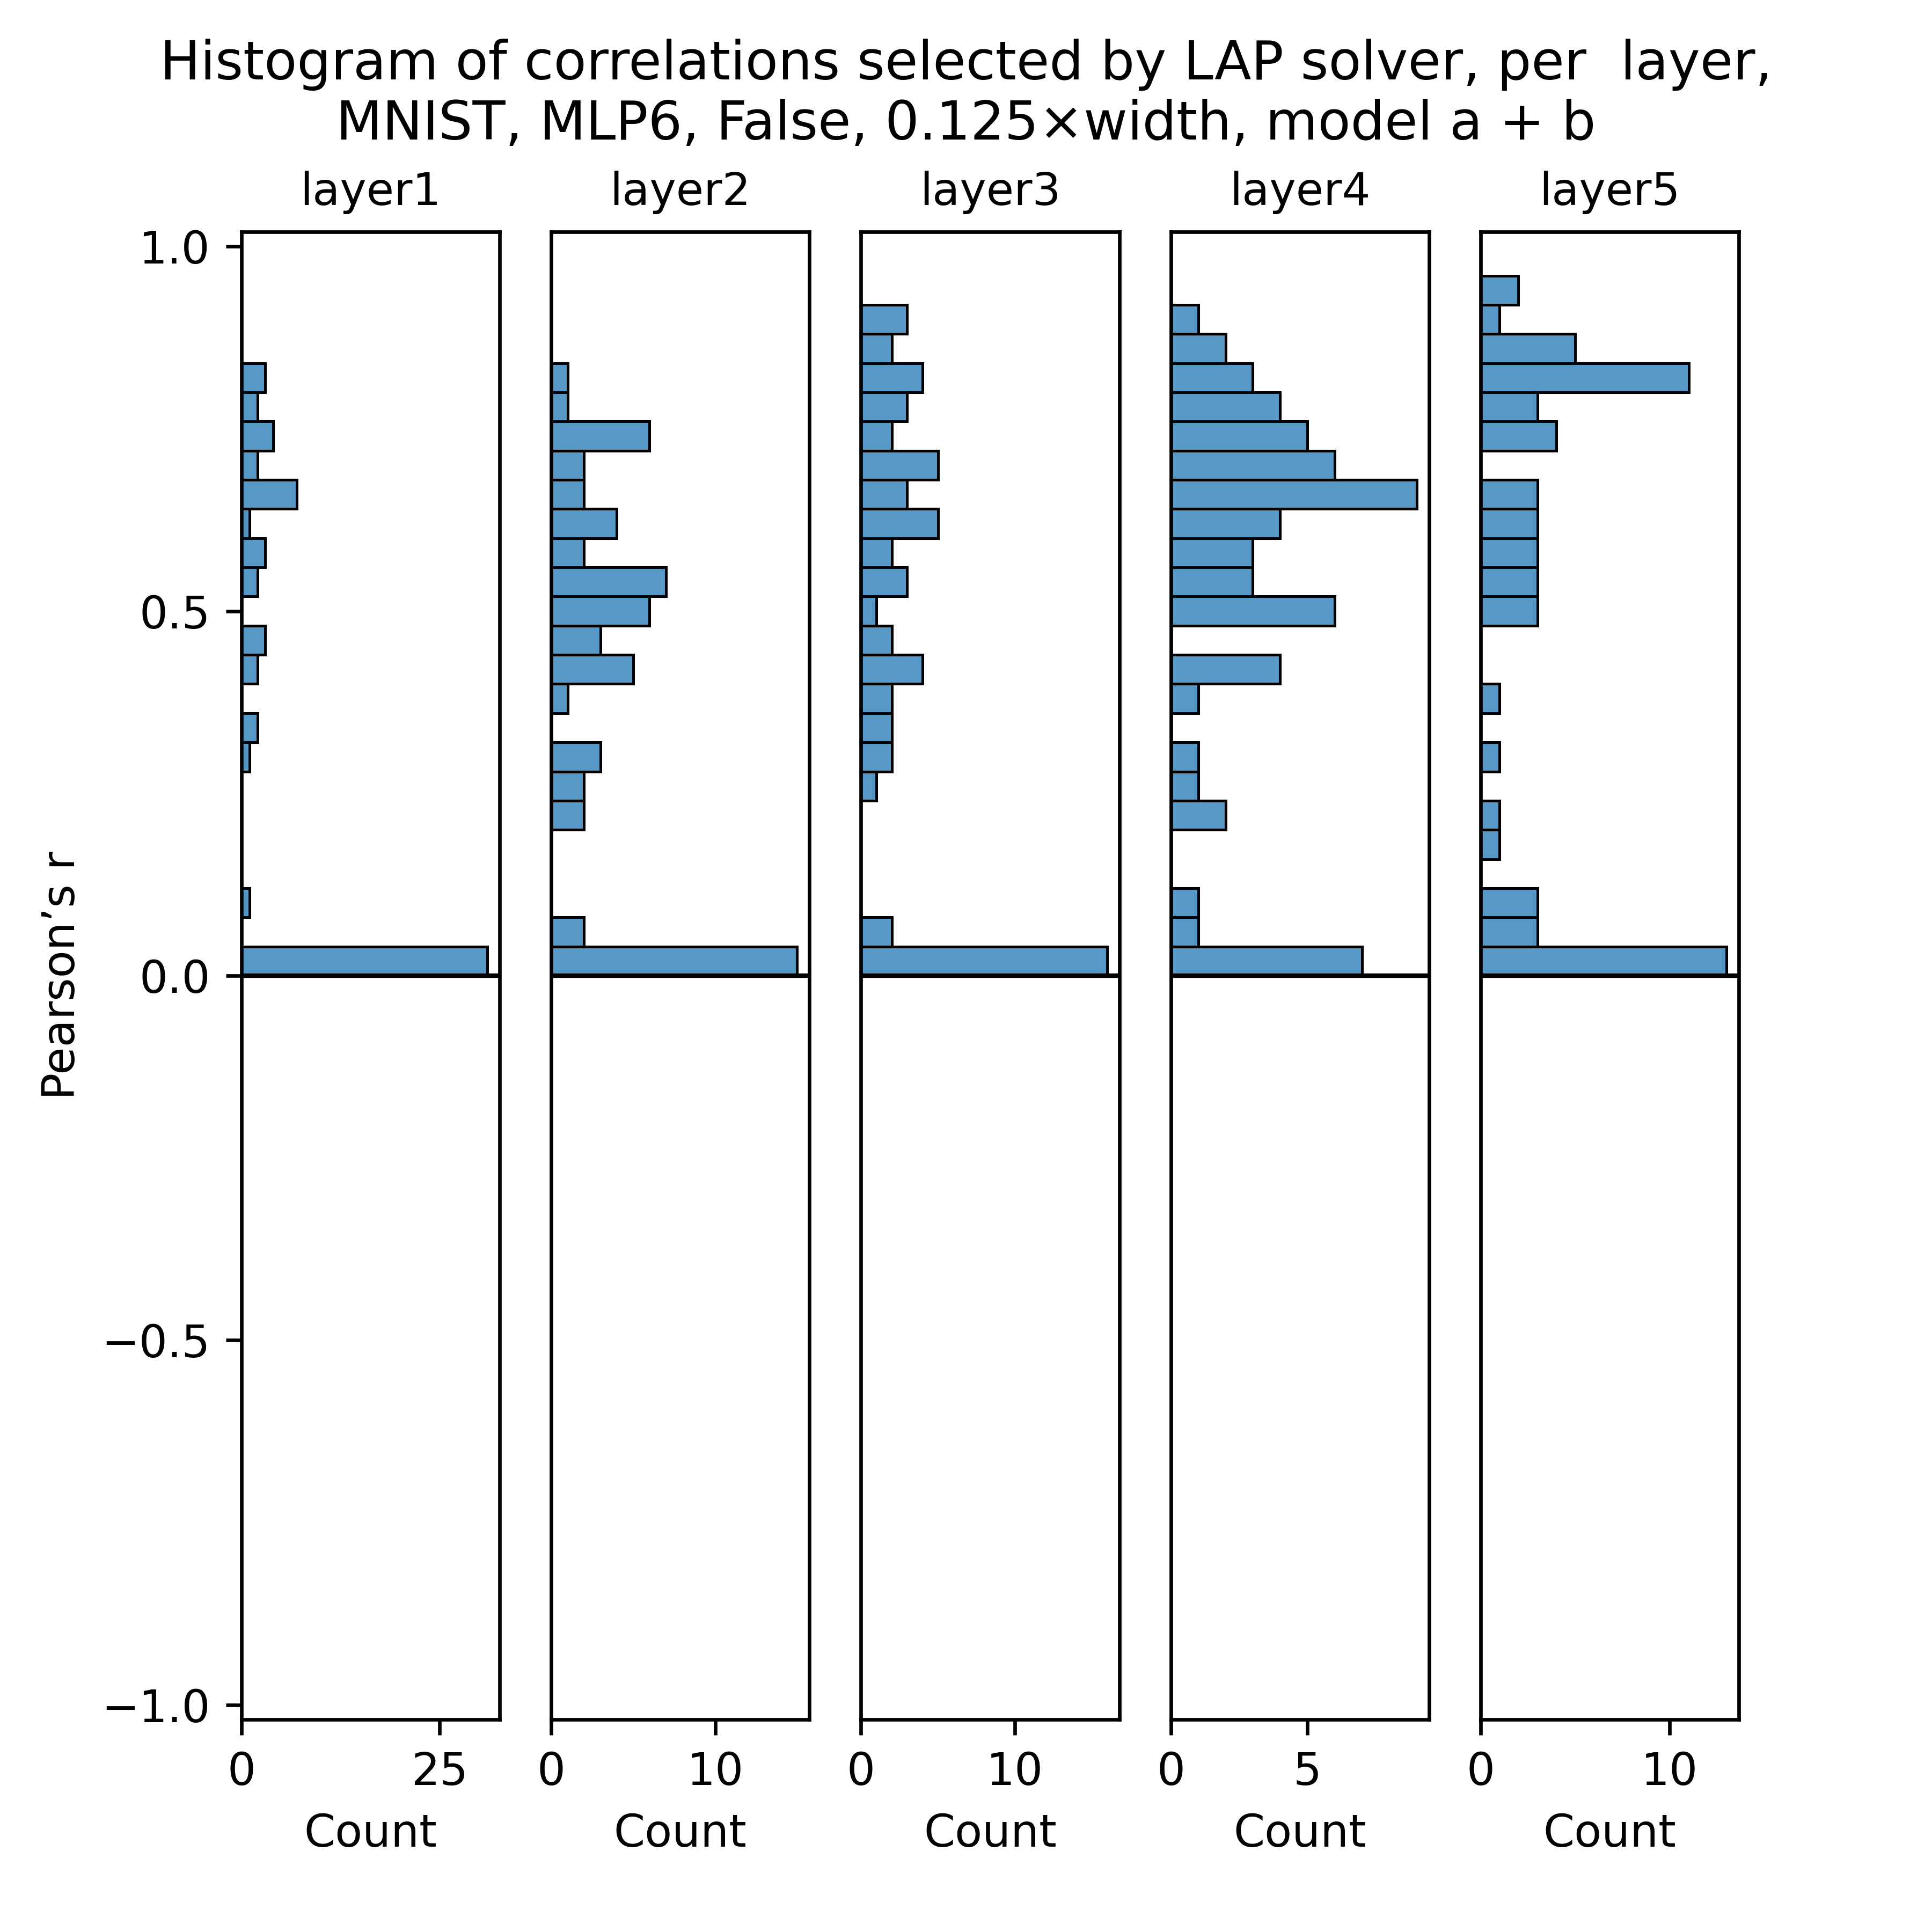 Histogram of correlations selected by LAP solver, per  layer,
MNIST, MLP6, False, 0.125×width, model a + b
layer1
layer2
layer3
layer4
layer5
Pearson’s r
1.0
0.5
0.0
−0.5
−1.0
0 25
0 10
0 10
0 5
0 10
Count
Count
Count
Count
Count